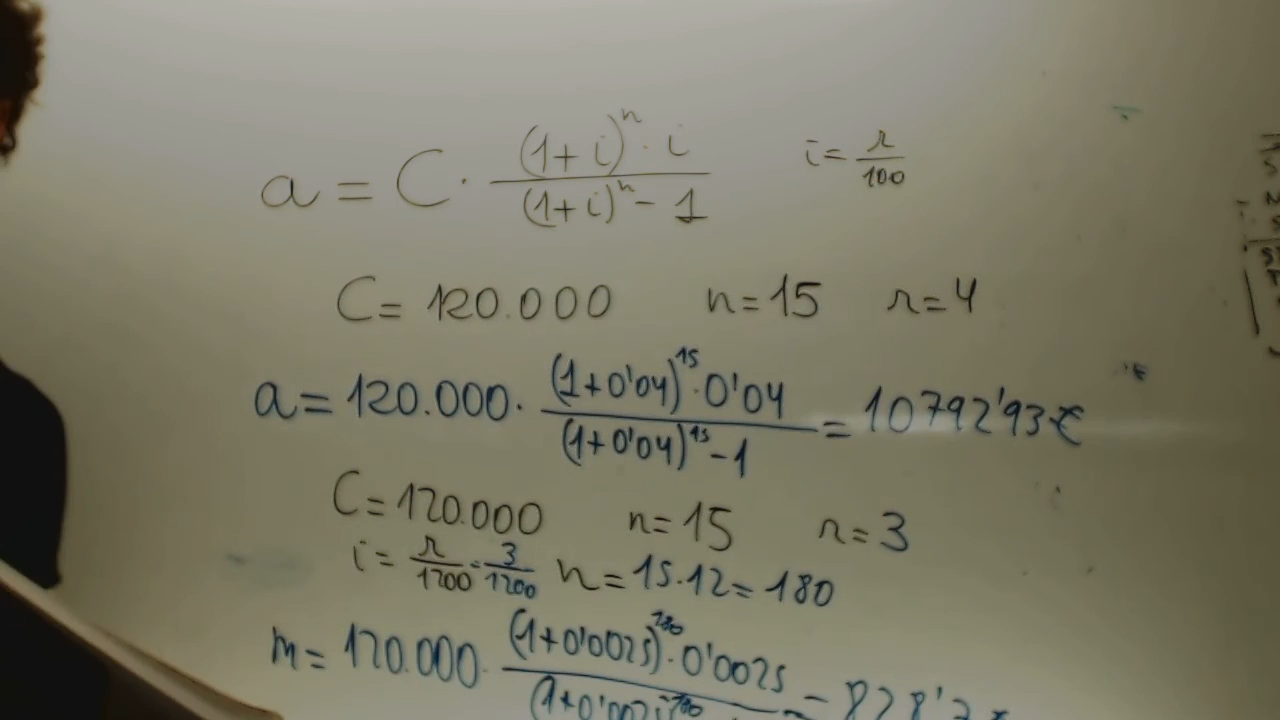 a = C · (1+i)^n · i / (1+i)^n - 1    i = r/100
C = 120.000    n = 15    r = 4
a = 120.000 · (1+0'04)^15 · 0'04 / (1+0'04)^15 - 1 = 10792'93 €
C = 120.000    n = 15    r = 3
i = r/1200 = 3/1200    n = 15·12 = 180
m = 120.000 · (1+0'0025)^180 · 0'0025 /